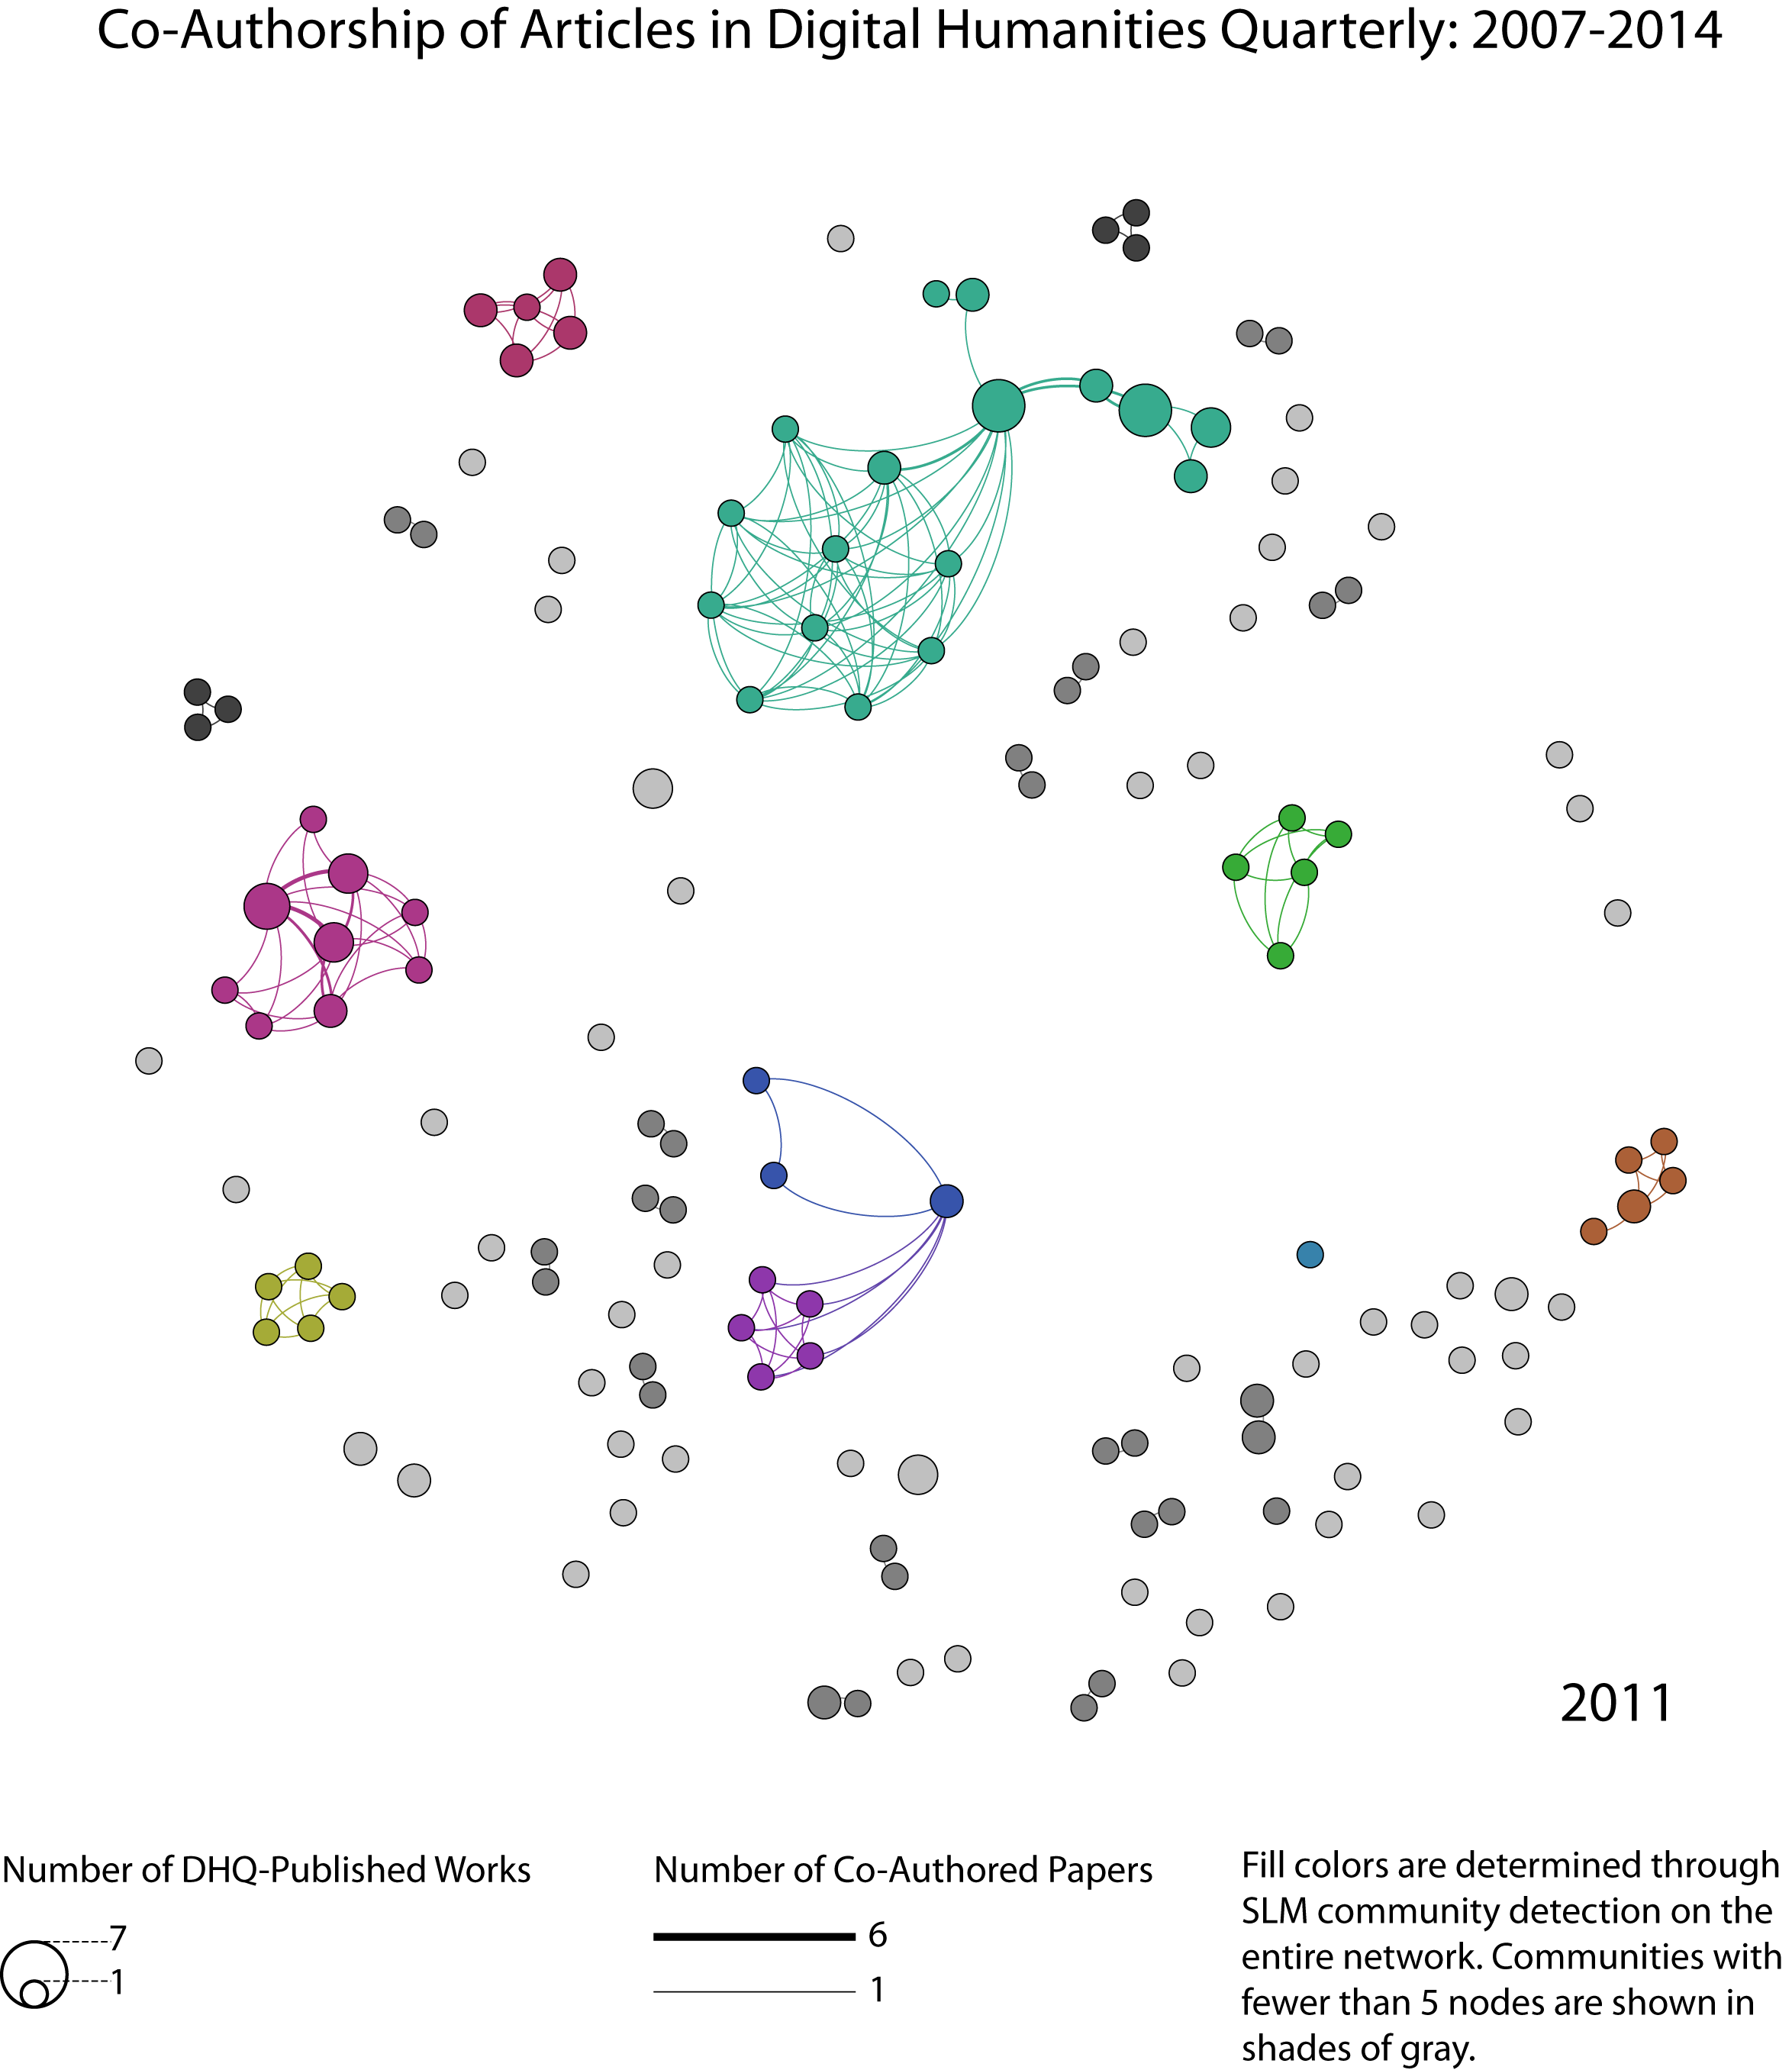 Co-Authorship of Articles in Digital Humanities Quarterly: 2007-2014
2011
Number of DHQ-Published Works
7
1
Number of Co-Authored Papers
6
1
Fill colors are determined through
SLM community detection on the
entire network. Communities with
fewer than 5 nodes are shown in
shades of gray.